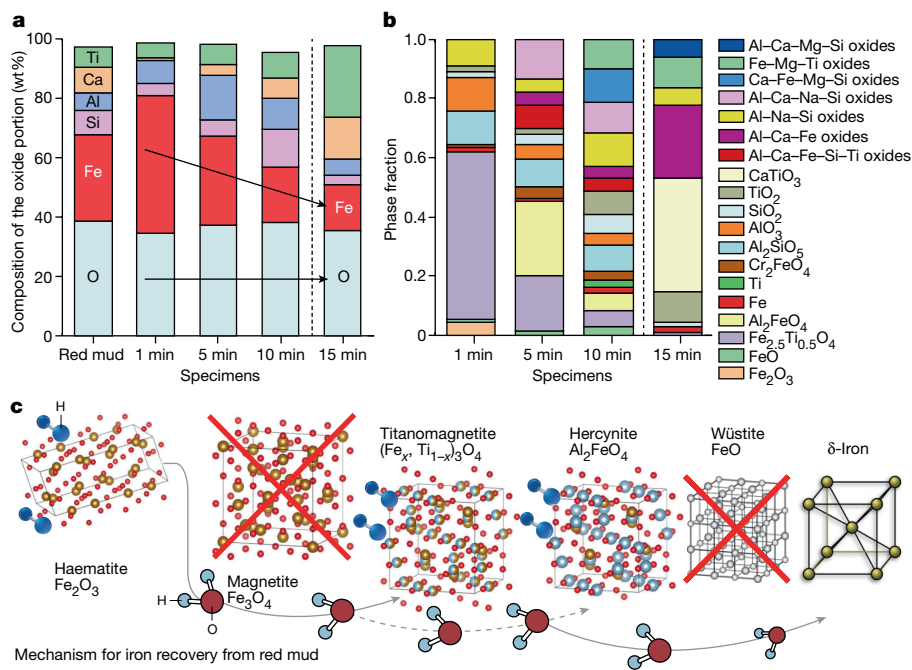 a
Composition of the oxide portion (wt%)
100
80
60
40
20
0
Ti
Ca
Al
Si
Fe
O
Fe
O
Red mud
1 min
5 min
10 min
15 min
Specimens
b
Phase fraction
1.0
0.8
0.6
0.4
0.2
0
1 min
5 min
10 min
15 min
Specimens
Al–Ca–Mg–Si oxides
Fe–Mg–Ti oxides
Ca–Fe–Mg–Si oxides
Al–Ca–Na–Si oxides
Al–Na–Si oxides
Al–Ca–Fe oxides
Al–Ca–Fe–Si–Ti oxides
CaTiO3
TiO2
SiO2
AlO3
Al2SiO5
Cr2FeO4
Ti
Fe
Al2FeO4
Fe2.5Ti0.5O4
FeO
Fe2O3
c
H
Haematite
Fe2O3
Magnetite
Fe3O4
H
O
Titanomagnetite
(Fex, Ti1–x)3O4
Hercynite
Al2FeO4
Wüstite
FeO
δ-Iron
Mechanism for iron recovery from red mud